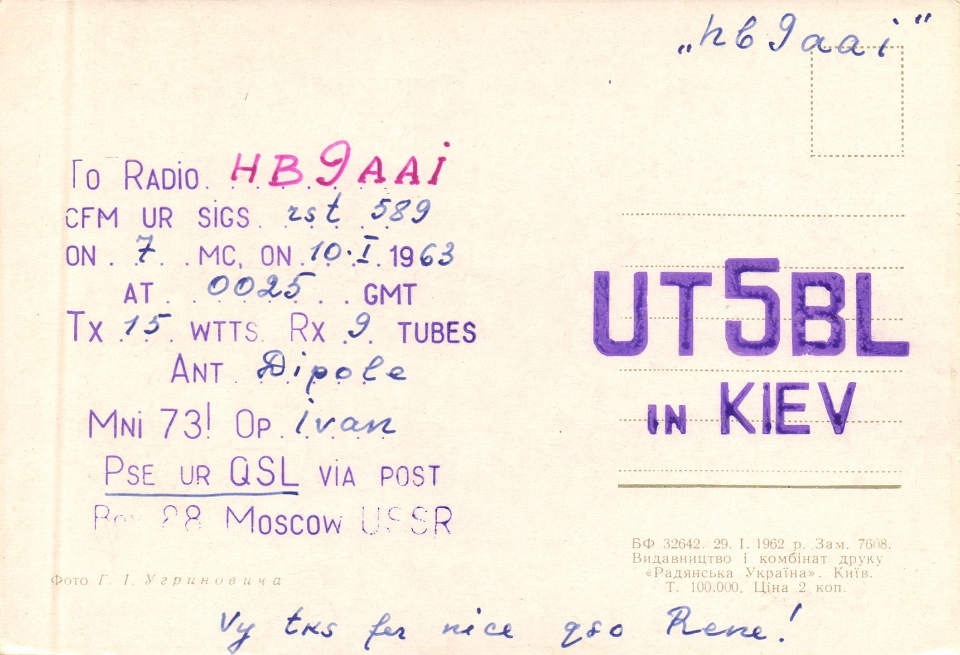 „hb9aai"
To Radio HB9AAi
CFM UR SIGS rst 589
ON 7 MC, ON 10.I.1963
AT 0025 GMT
Tx 15 WTTS. Rx 9 TUBES
ANT. Dipole
MNI 73! OP. ivan
PSE UR QSL VIA POST
Box 88 MOSCOW USSR
UT5BL
IN KIEV
БФ 32642. 29. I. 1962 р. Зам. 7608.
Видавництво і комбінат друку
«Радянська Україна». Київ.
Т. 100.000. Ціна 2 коп.
Фото Г. І. Угриновича
Vy tks fer nice qso Rene!